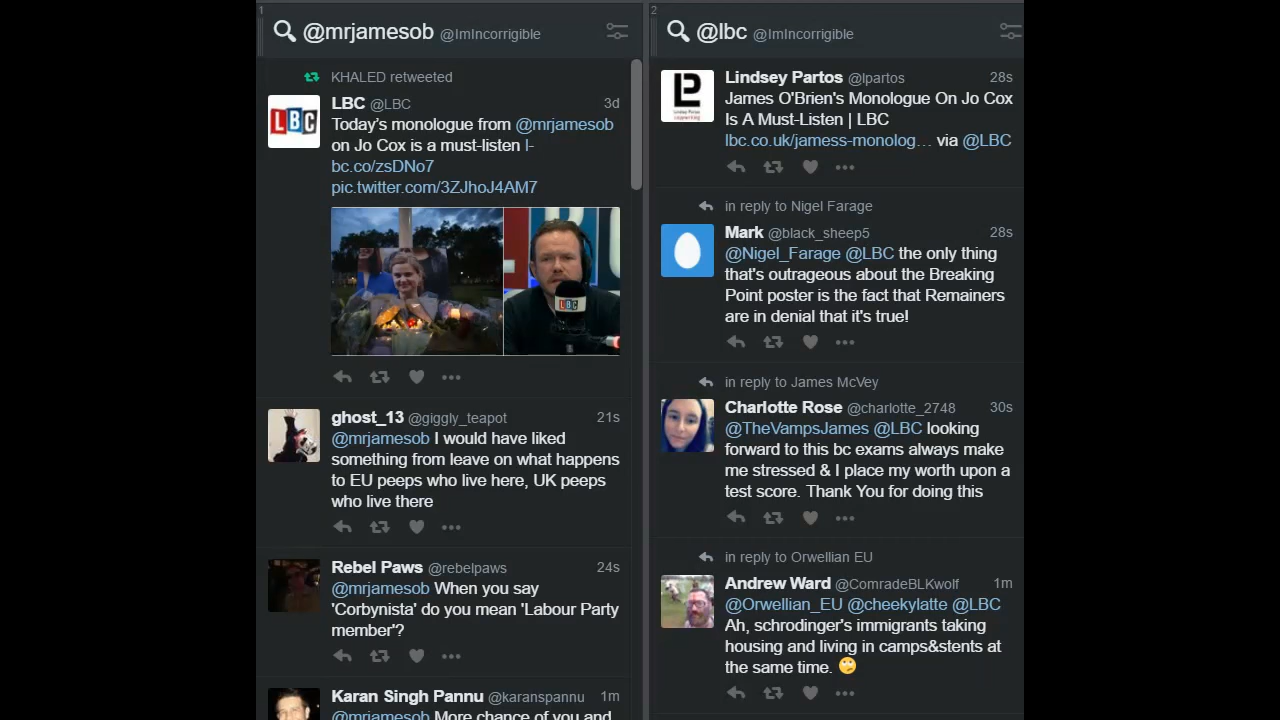 1
@mrjamesob @ImIncorrigible
KHALED retweeted
LBC @LBC 3d
LBC
Today's monologue from @mrjamesob
on Jo Cox is a must-listen l-
bc.co/zsDNo7
pic.twitter.com/3ZJhoJ4AM7
LBC
ghost_13 @giggly_teapot 21s
@mrjamesob I would have liked
something from leave on what happens
to EU peeps who live here, UK peeps
who live there
Rebel Paws @rebelpaws 24s
@mrjamesob When you say
'Corbynista' do you mean 'Labour Party
member'?
Karan Singh Pannu @karanspannu 1m
@mrjamesob More chance of you and
2
@lbc @ImIncorrigible
Lindsey Partos @lpartos 28s
James O'Brien's Monologue On Jo Cox
Is A Must-Listen | LBC
lbc.co.uk/jamess-monolog… via @LBC
in reply to Nigel Farage
Mark @black_sheep5 28s
@Nigel_Farage @LBC the only thing
that's outrageous about the Breaking
Point poster is the fact that Remainers
are in denial that it's true!
in reply to James McVey
Charlotte Rose @charlotte_2748 30s
@TheVampsJames @LBC looking
forward to this bc exams always make
me stressed & I place my worth upon a
test score. Thank You for doing this
in reply to Orwellian EU
Andrew Ward @ComradeBLKwolf 1m
@Orwellian_EU @cheekylatte @LBC
Ah, schrodinger's immigrants taking
housing and living in camps&stents at
the same time. 🙄